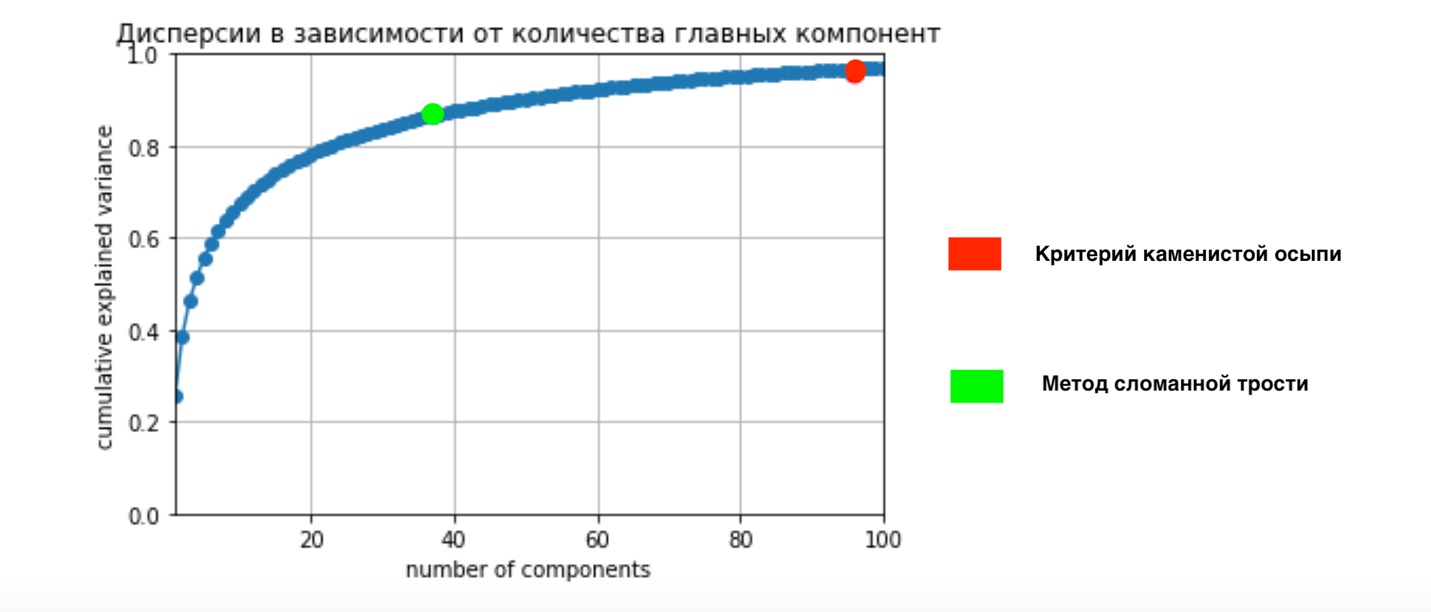 Дисперсии в зависимости от количества главных компонент
1.0
0.8
0.6
0.4
0.2
0.0
cumulative explained variance
20 40 60 80 100
number of components
Критерий каменистой осыпи
Метод сломанной трости